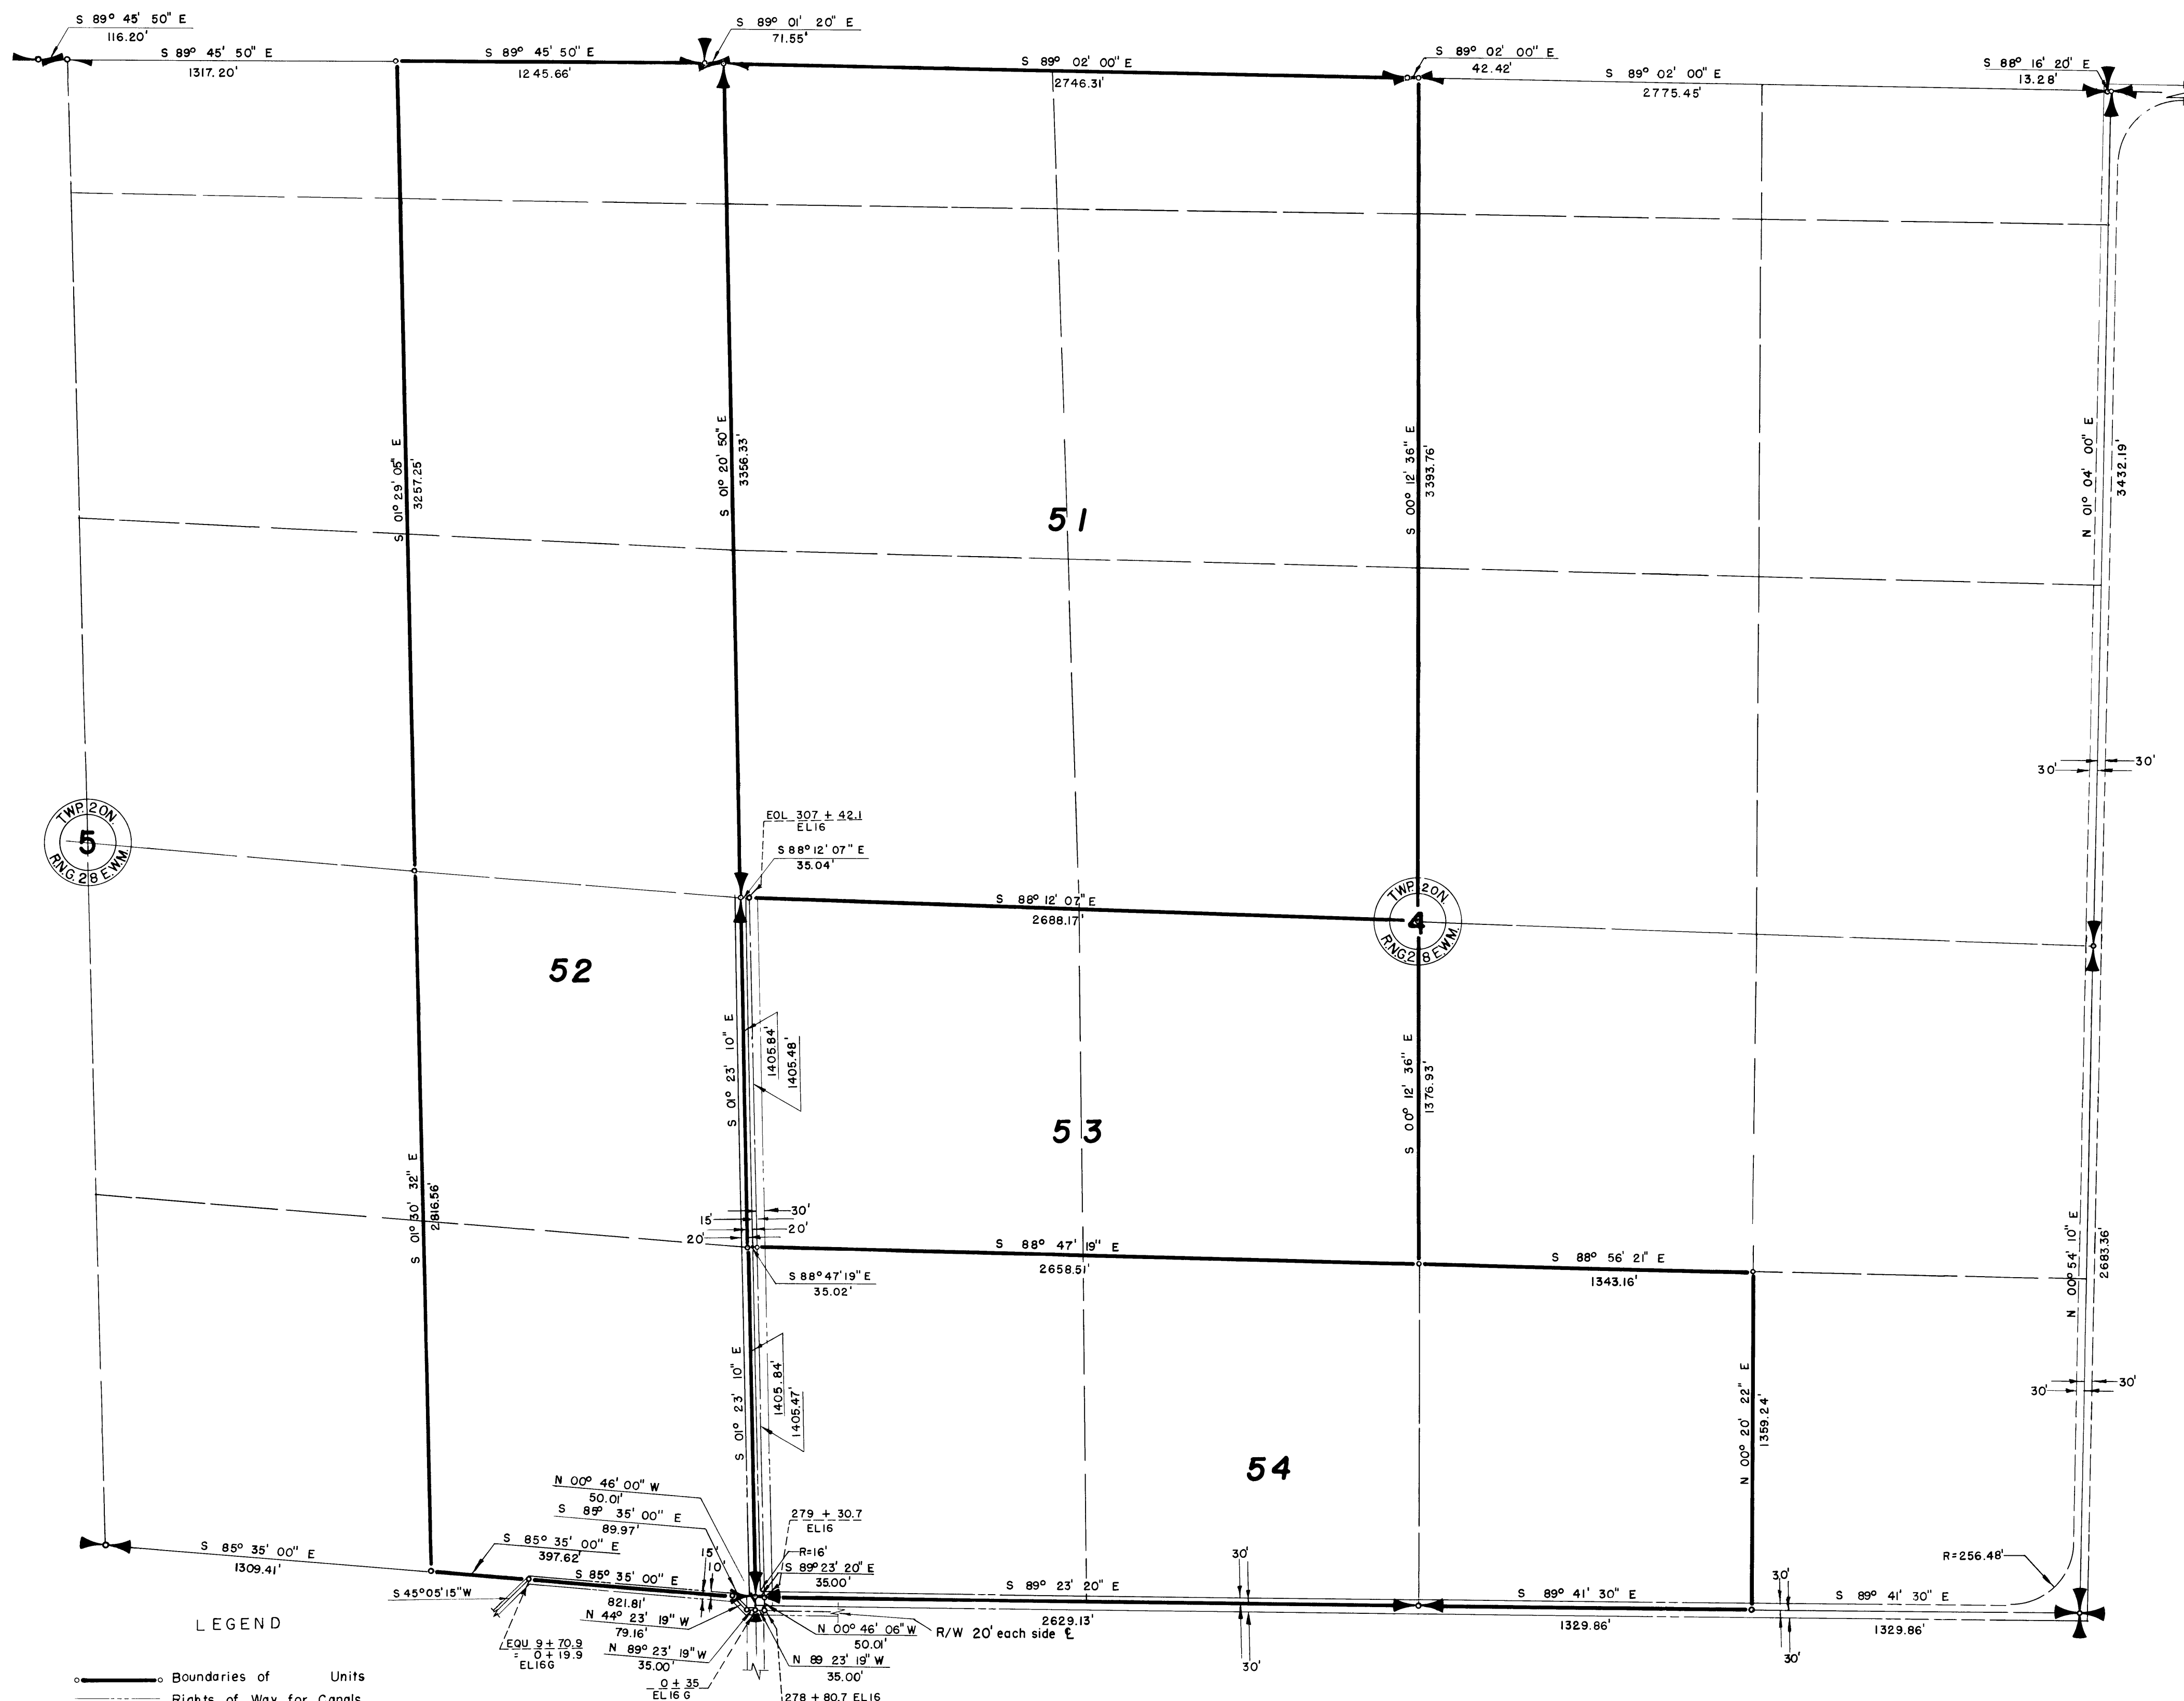 S 89° 45' 50" E
116.20'
S 89° 45' 50" E
1317.20'
S 89° 45' 50" E
1245.66'
S 89° 01' 20" E
71.55'
S 89° 02' 00" E
2746.31'
S 89° 02' 00" E
42.42'
S 89° 02' 00" E
2775.45'
S 88° 16' 20" E
13.28'
S 01° 29' 05" E
3257.25'
S 01° 20' 50" E
3356.33'
51
S 00° 12' 36" E
3393.76'
N 01° 04' 00" E
3432.19'
30'
30'
TWP. 20N.
5
RNG. 28 E.W.M.
EOL 307 + 42.1
EL16
S 88° 12' 07" E
35.04'
S 88° 12' 07" E
2688.17'
TWP. 20N.
4
RNG. 28 E.W.M.
52
S 01° 23' 10" E
1405.84'
1405.48'
53
S 00° 12' 36" E
1376.93'
S 01° 30' 32" E
2816.56'
15'
30'
20'
20'
S 88° 47' 19" E
2658.51'
S 88° 47' 19" E
35.02'
S 88° 56' 21" E
1343.16'
N 00° 54' 10" E
2683.36'
S 01° 23' 10" E
1405.84'
1405.47'
54
N 00° 20' 22" E
1359.24'
30'
30'
N 00° 46' 00" W
50.01'
S 85° 35' 00" E
89.97'
S 85° 35' 00" E
397.62'
S 85° 35' 00" E
1309.41'
S 85° 35' 00" E
821.81'
15'
10'
279 + 30.7
EL16
R=16'
S 89° 23' 20" E
35.00'
S 89° 23' 20" E
2629.13'
30'
30'
S 89° 41' 30" E
1329.86'
30'
30'
S 89° 41' 30" E
1329.86'
R=256.48'
S 45° 05' 15" W
N 44° 23' 19" W
79.16'
N 89° 23' 19" W
35.00'
N 00° 46' 06" W
50.01'
R/W 20' each side ℄
N 89 23' 19" W
35.00'
EQU 9 + 70.9
= 0 + 19.9
EL16G
0 + 35
EL 16 G
278 + 80.7 EL16
LEGEND
Boundaries of Units
Rights of Way for Canals